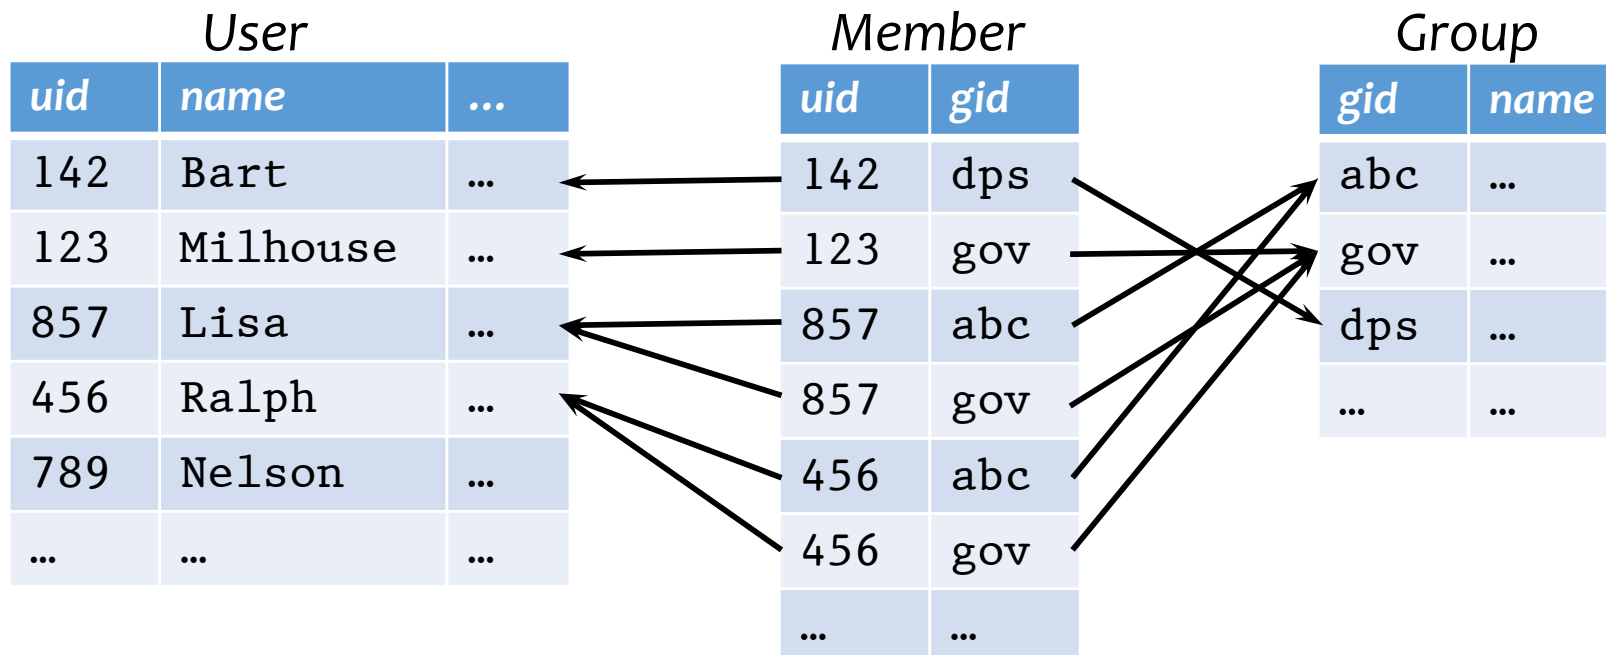 User
uid name ...
142 Bart ...
123 Milhouse ...
857 Lisa ...
456 Ralph ...
789 Nelson ...
... ... ...
Member
uid gid
142 dps
123 gov
857 abc
857 gov
456 abc
456 gov
... ...
Group
gid name
abc ...
gov ...
dps ...
... ...